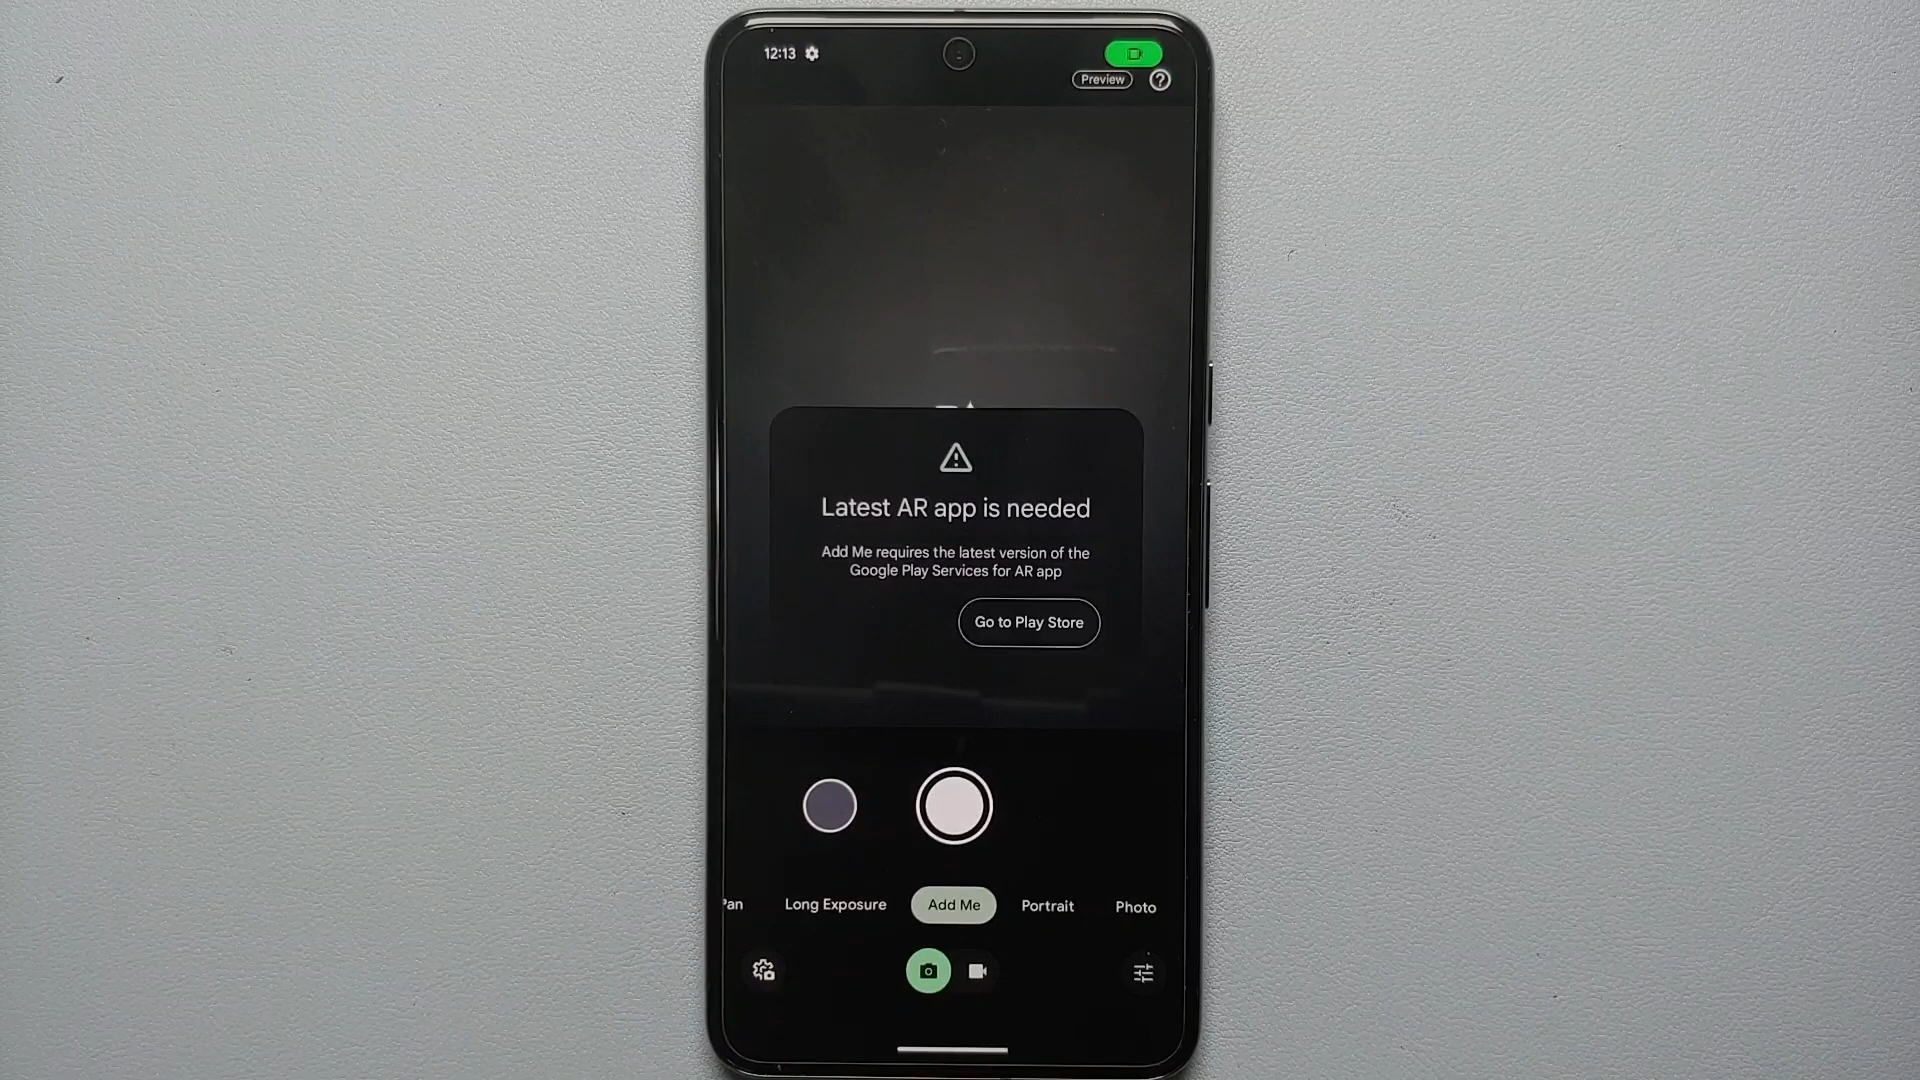 12:13
Preview
Latest AR app is needed
Add Me requires the latest version of the
Google Play Services for AR app
Go to Play Store
Pan Long Exposure Add Me Portrait Photo